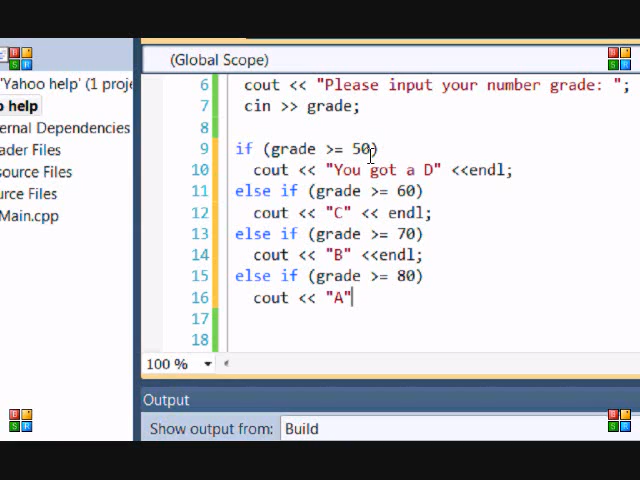 (Global Scope)
'Yahoo help' (1 proje
o help
ernal Dependencies
ader Files
esource Files
urce Files
Main.cpp
6 cout << "Please input your number grade: ";
7 cin >> grade;
8
9 if (grade >= 50)
10 cout << "You got a D" <<endl;
11 else if (grade >= 60)
12 cout << "C" << endl;
13 else if (grade >= 70)
14 cout << "B" <<endl;
15 else if (grade >= 80)
16 cout << "A"
17
18
100 %
Output
Show output from: Build